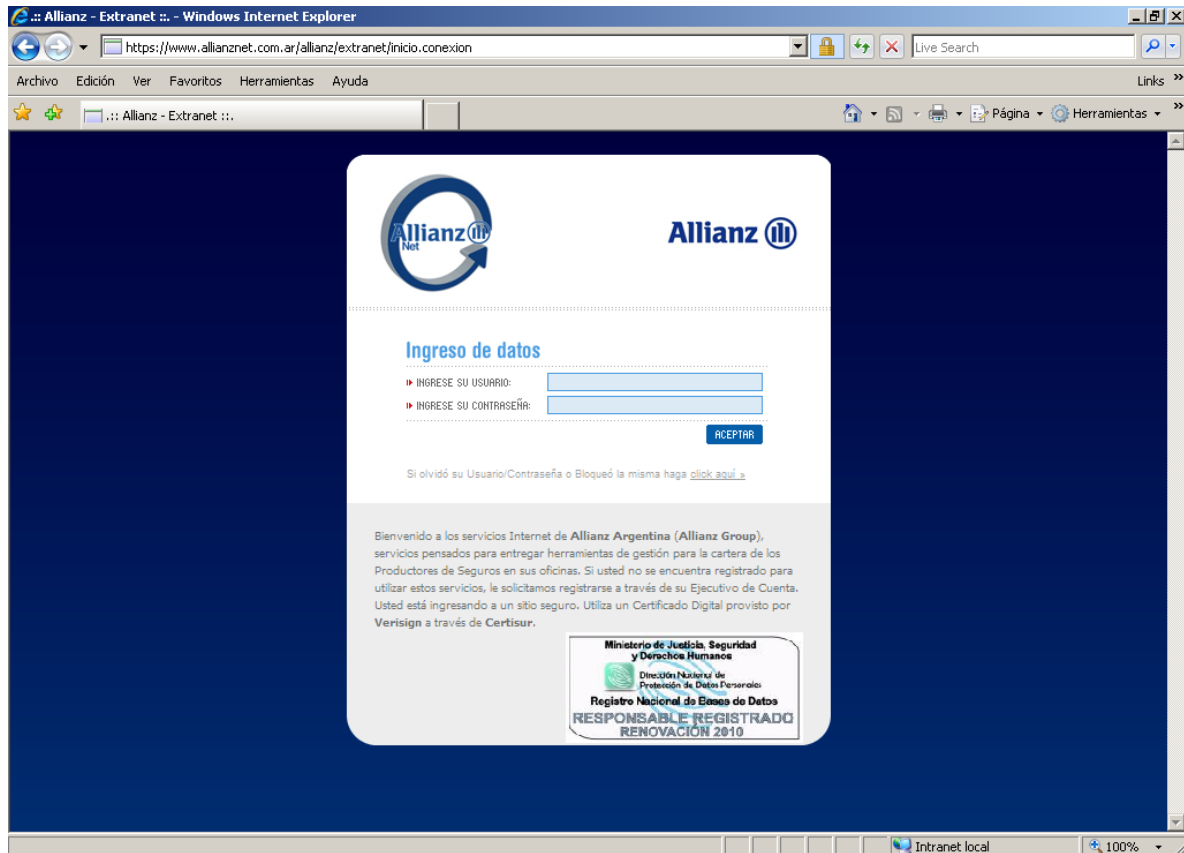 .:: Allianz - Extranet ::. - Windows Internet Explorer
https://www.allianznet.com.ar/allianz/extranet/inicio.conexion
Live Search
Archivo Edición Ver Favoritos Herramientas Ayuda
Links »
.:: Allianz - Extranet ::.
Página Herramientas »
Allianz
Net
Allianz
Ingreso de datos
INGRESE SU USUARIO:
INGRESE SU CONTRASEÑA:
ACEPTAR
Si olvidó su Usuario/Contraseña o Bloqueó la misma haga click aquí »
Bienvenido a los servicios Internet de Allianz Argentina (Allianz Group),
servicios pensados para entregar herramientas de gestión para la cartera de los
Productores de Seguros en sus oficinas. Si usted no se encuentra registrado para
utilizar estos servicios, le solicitamos registrarse a través de su Ejecutivo de Cuenta.
Usted está ingresando a un sitio seguro. Utiliza un Certificado Digital provisto por
Verisign a través de Certisur.
Ministerio de Justicia, Seguridad
y Derechos Humanos
Dirección Nacional de
Protección de Datos Personales
Registro Nacional de Bases de Datos
RESPONSABLE REGISTRADO
RENOVACIÓN 2010
Intranet local
100%